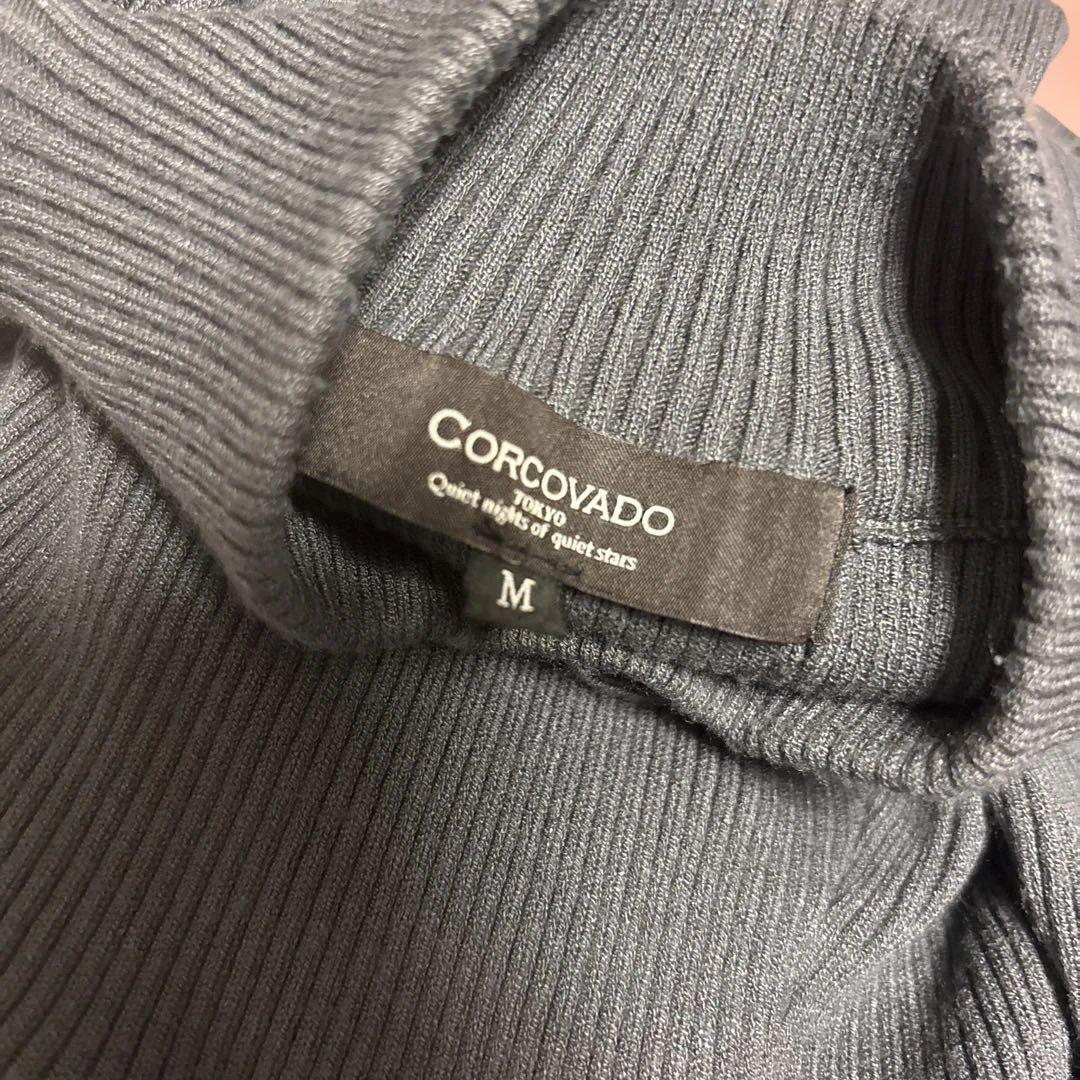 CORCOVADO
TOKYO
Quiet nights of quiet stars
M